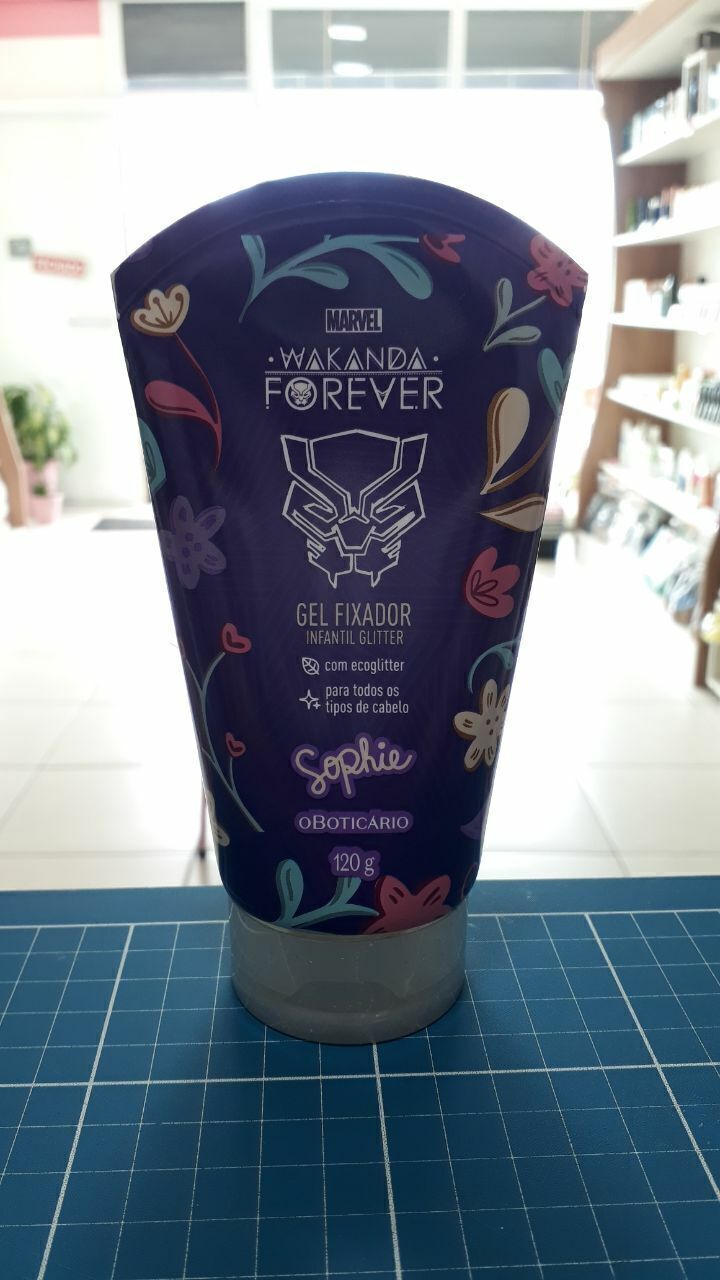 MARVEL
WAKANDA
FOREVER
GEL FIXADOR
INFANTIL GLITTER
com ecoglitter
para todos os
tipos de cabelo
Sophie
oBOTICÁRIO
120 g